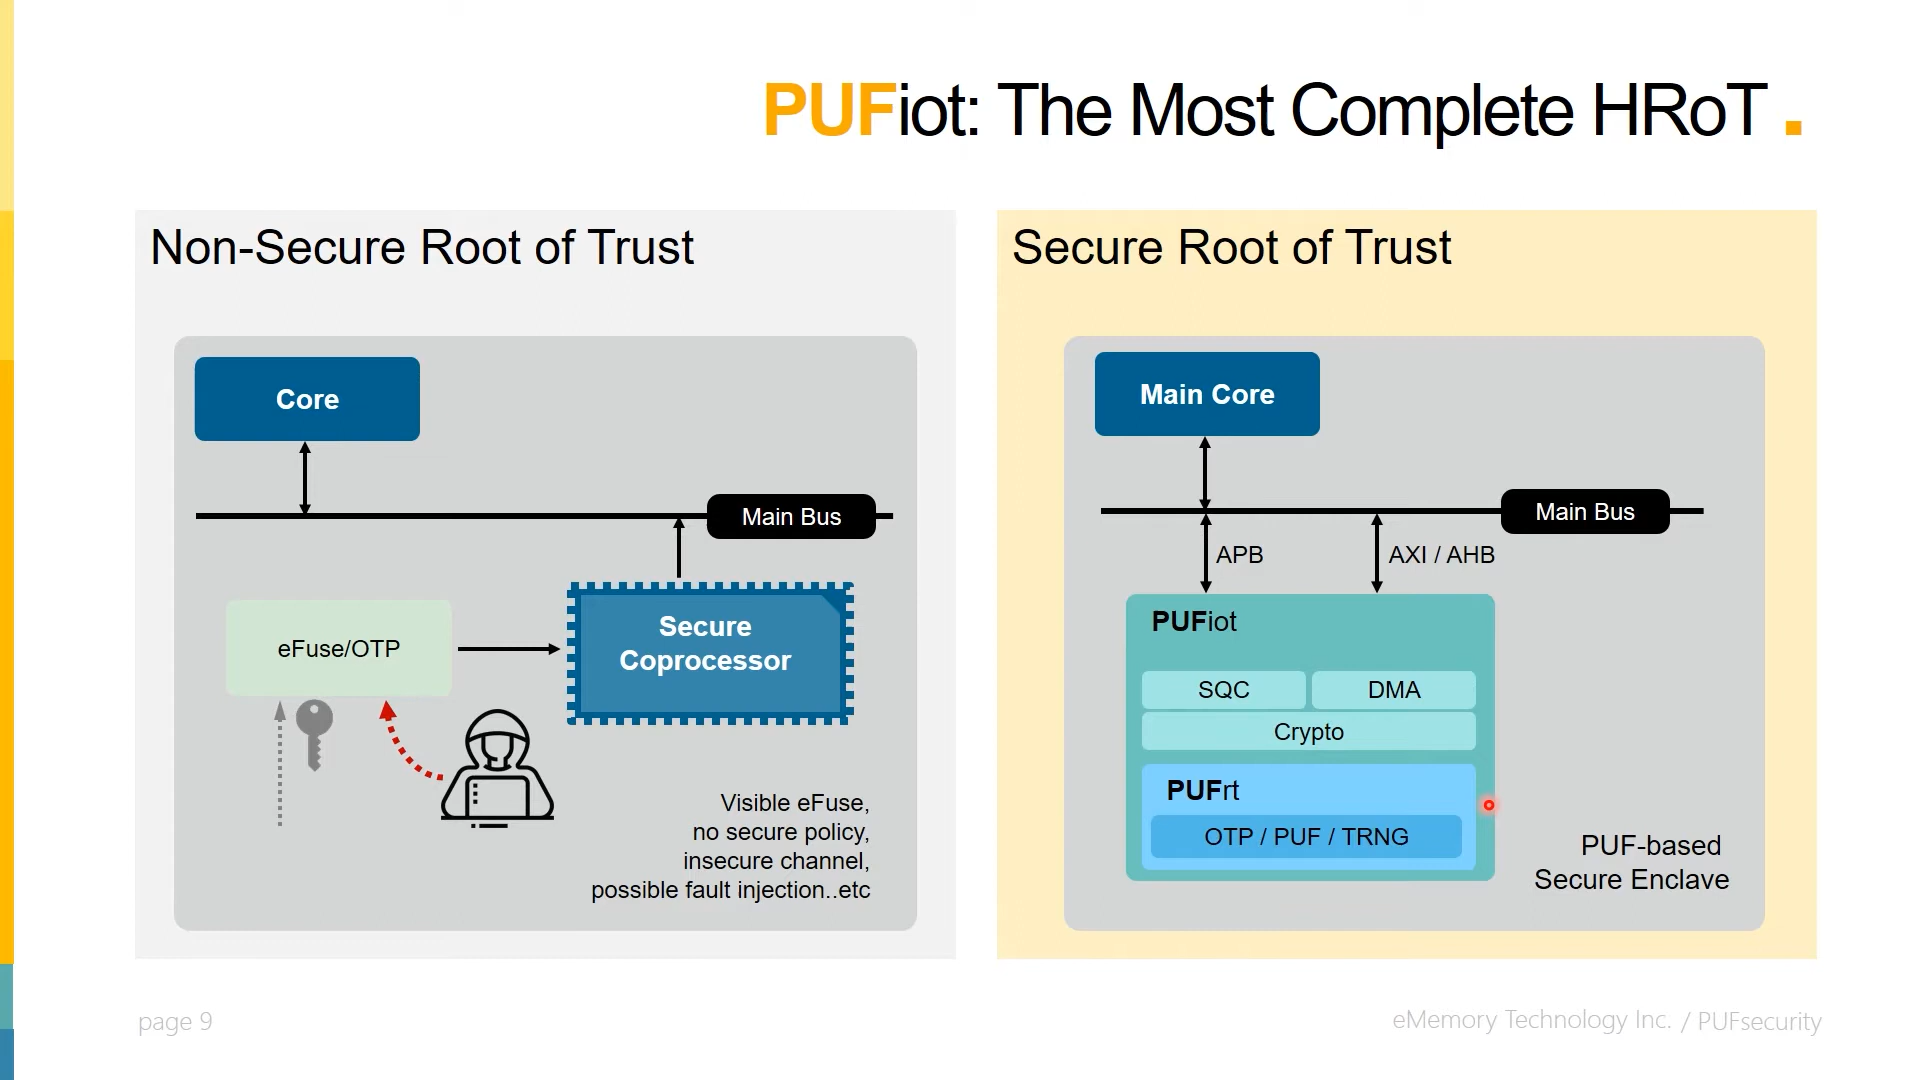 PUFiot: The Most Complete HRoT.
Non-Secure Root of Trust
Core
Main Bus
eFuse/OTP
Secure
Coprocessor
Visible eFuse,
no secure policy,
insecure channel,
possible fault injection..etc
Secure Root of Trust
Main Core
Main Bus
APB
AXI / AHB
PUFiot
SQC
DMA
Crypto
PUFrt
OTP / PUF / TRNG
PUF-based
Secure Enclave
page 9
eMemory Technology Inc. / PUFsecurity